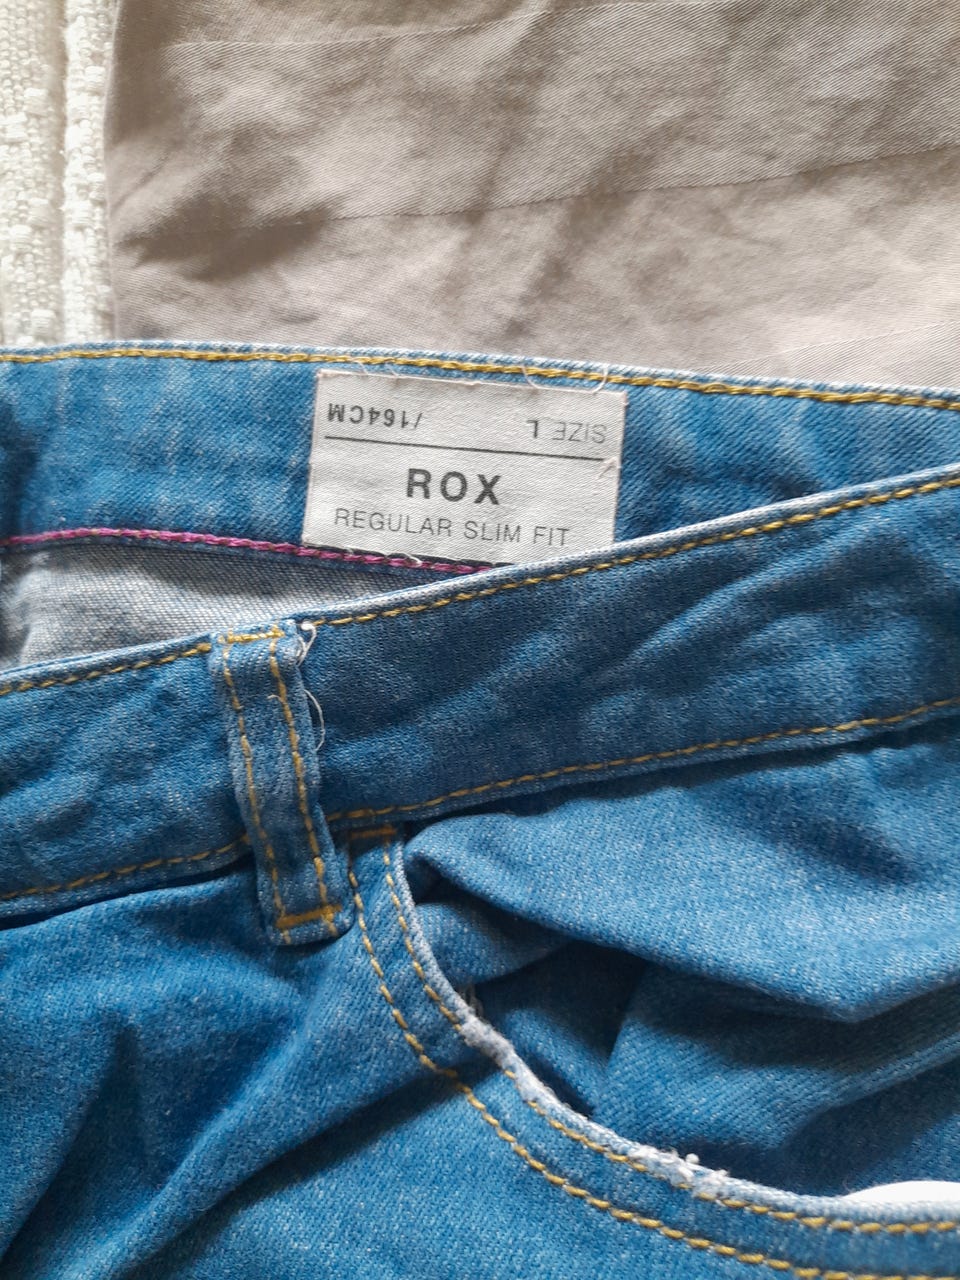 SIZE L /164CM
ROX
REGULAR SLIM FIT